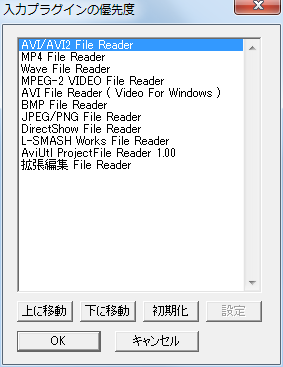 入力プラグインの優先度
AVI/AVI2 File Reader
MP4 File Reader
Wave File Reader
MPEG-2 VIDEO File Reader
AVI File Reader ( Video For Windows )
BMP File Reader
JPEG/PNG File Reader
DirectShow File Reader
L-SMASH Works File Reader
AviUtl ProjectFile Reader 1.00
拡張編集 File Reader
上に移動 下に移動 初期化 設定
OK キャンセル